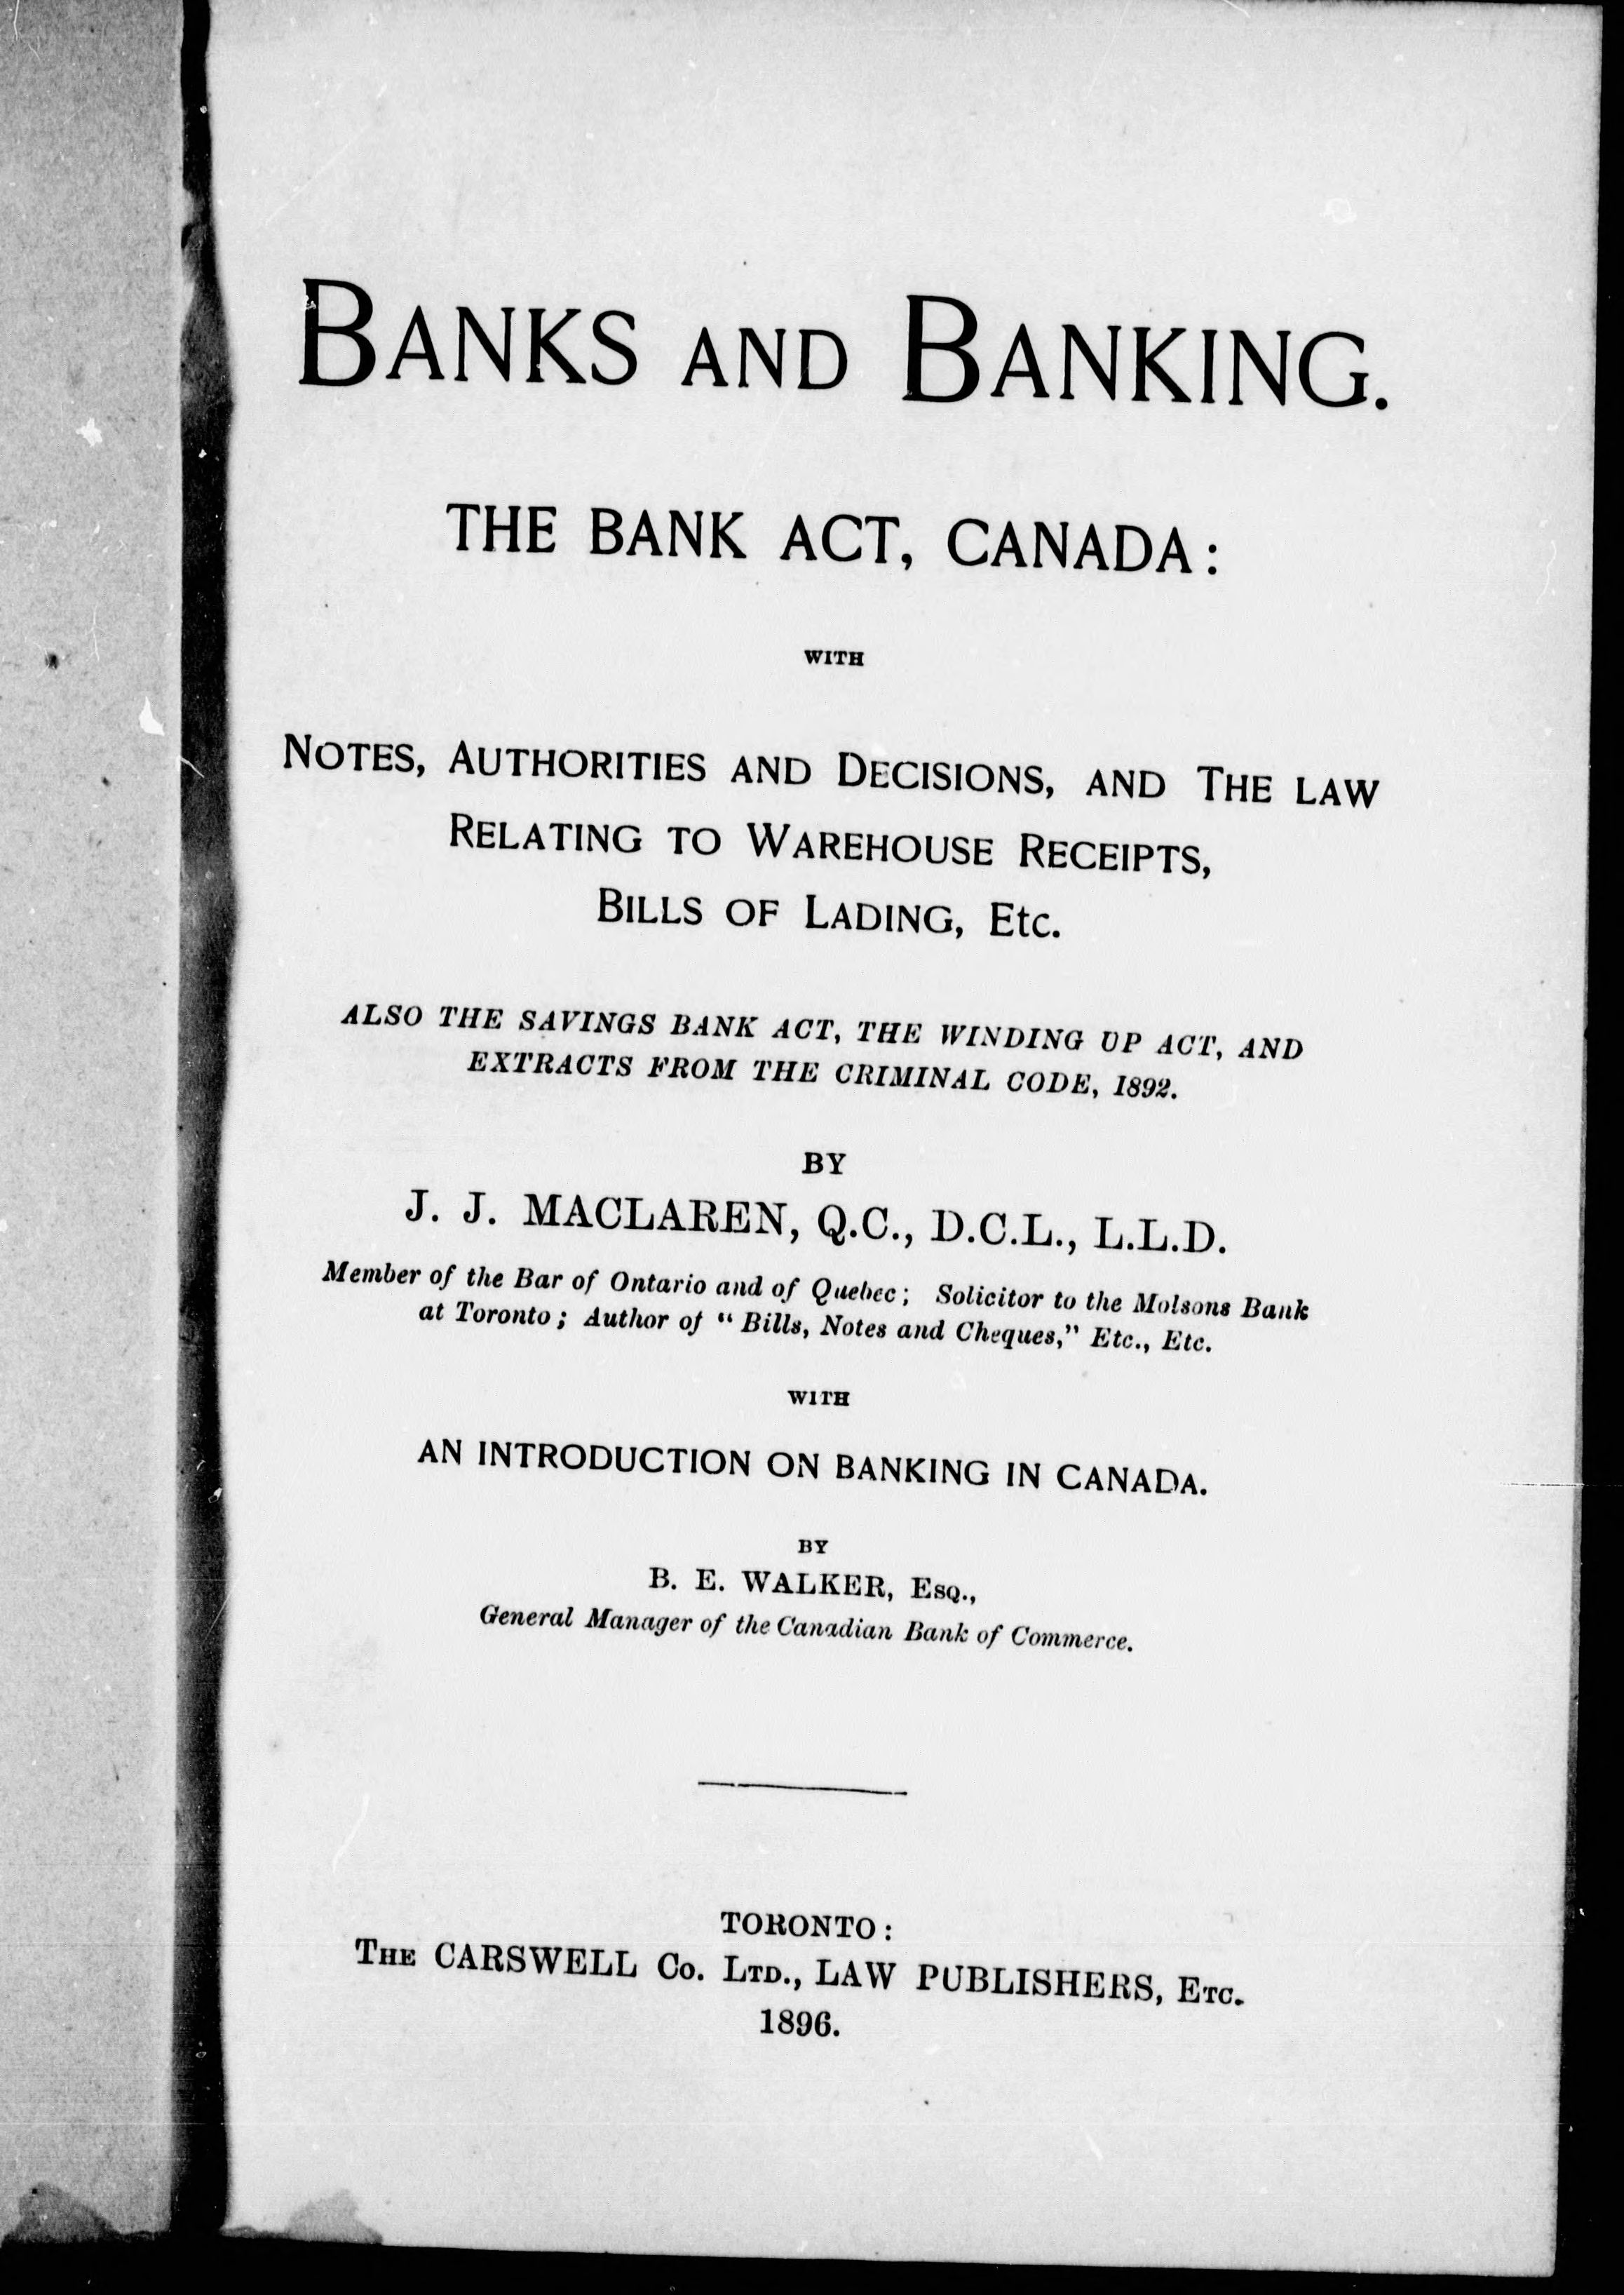 BANKS AND BANKING.
THE BANK ACT, CANADA:
WITH
NOTES, AUTHORITIES AND DECISIONS, AND THE LAW
RELATING TO WAREHOUSE RECEIPTS,
BILLS OF LADING, Etc.
ALSO THE SAVINGS BANK ACT, THE WINDING UP ACT, AND
EXTRACTS FROM THE CRIMINAL CODE, 1892.
BY
J. J. MACLAREN, Q.C., D.C.L., L.L.D.
Member of the Bar of Ontario and of Quebec; Solicitor to the Molsons Bank
at Toronto; Author of "Bills, Notes and Cheques," Etc., Etc.
WITH
AN INTRODUCTION ON BANKING IN CANADA.
BY
B. E. WALKER, ESQ.,
General Manager of the Canadian Bank of Commerce.
TORONTO:
THE CARSWELL CO. LTD., LAW PUBLISHERS, ETC.
1896.